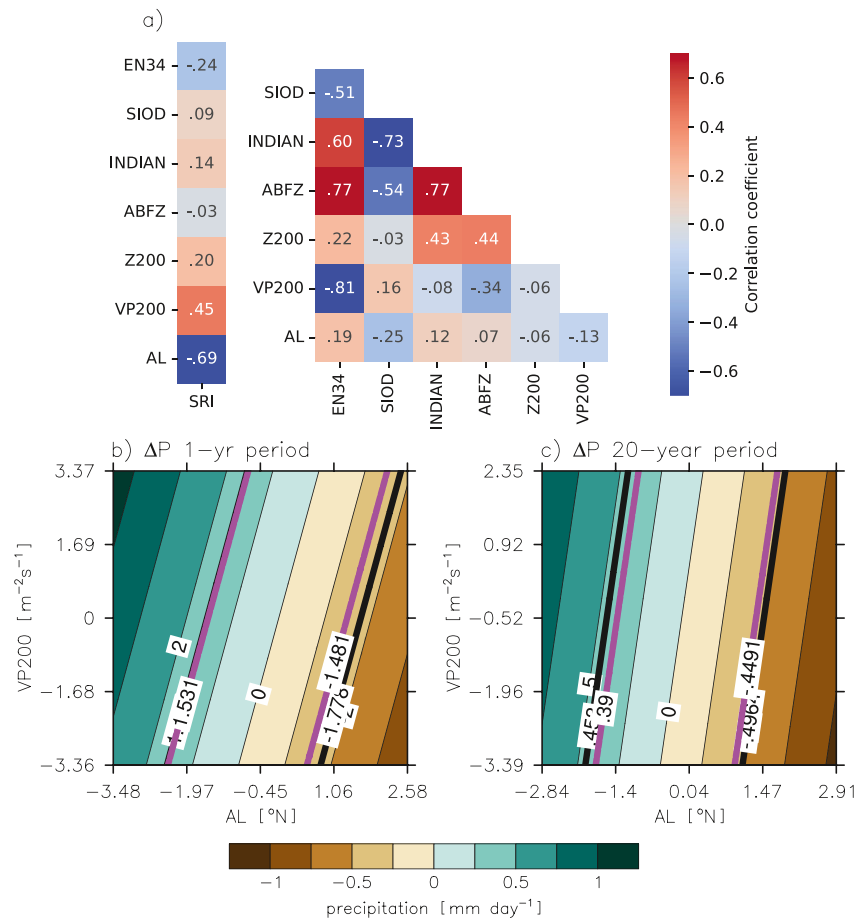 a)
EN34 -.24
SIOD .09
INDIAN .14
ABFZ -.03
Z200 .20
VP200 .45
AL -.69
SRI
SIOD -.51
INDIAN .60 -.73
ABFZ .77 -.54 .77
Z200 .22 -.03 .43 .44
VP200 -.81 .16 -.08 -.34 -.06
AL .19 -.25 .12 .07 -.06 -.13
EN34 SIOD INDIAN ABFZ Z200 VP200
0.6
0.4
0.2
0.0
−0.2
−0.4
−0.6
Correlation coefficient
b) ΔP 1-yr period
3.37
1.69
0
−1.68
−3.36
VP200 [m⁻²s⁻¹]
2
1.531
0
-1.481
-1.778
−3.48 −1.97 −0.45 1.06 2.58
AL [°N]
c) ΔP 20-year period
2.35
0.92
−0.52
−1.96
−3.39
VP200 [m⁻²s⁻¹]
5
.39
0
-.4491
−2.84 −1.4 0.04 1.47 2.91
AL [°N]
−1 −0.5 0 0.5 1
precipitation [mm day⁻¹]